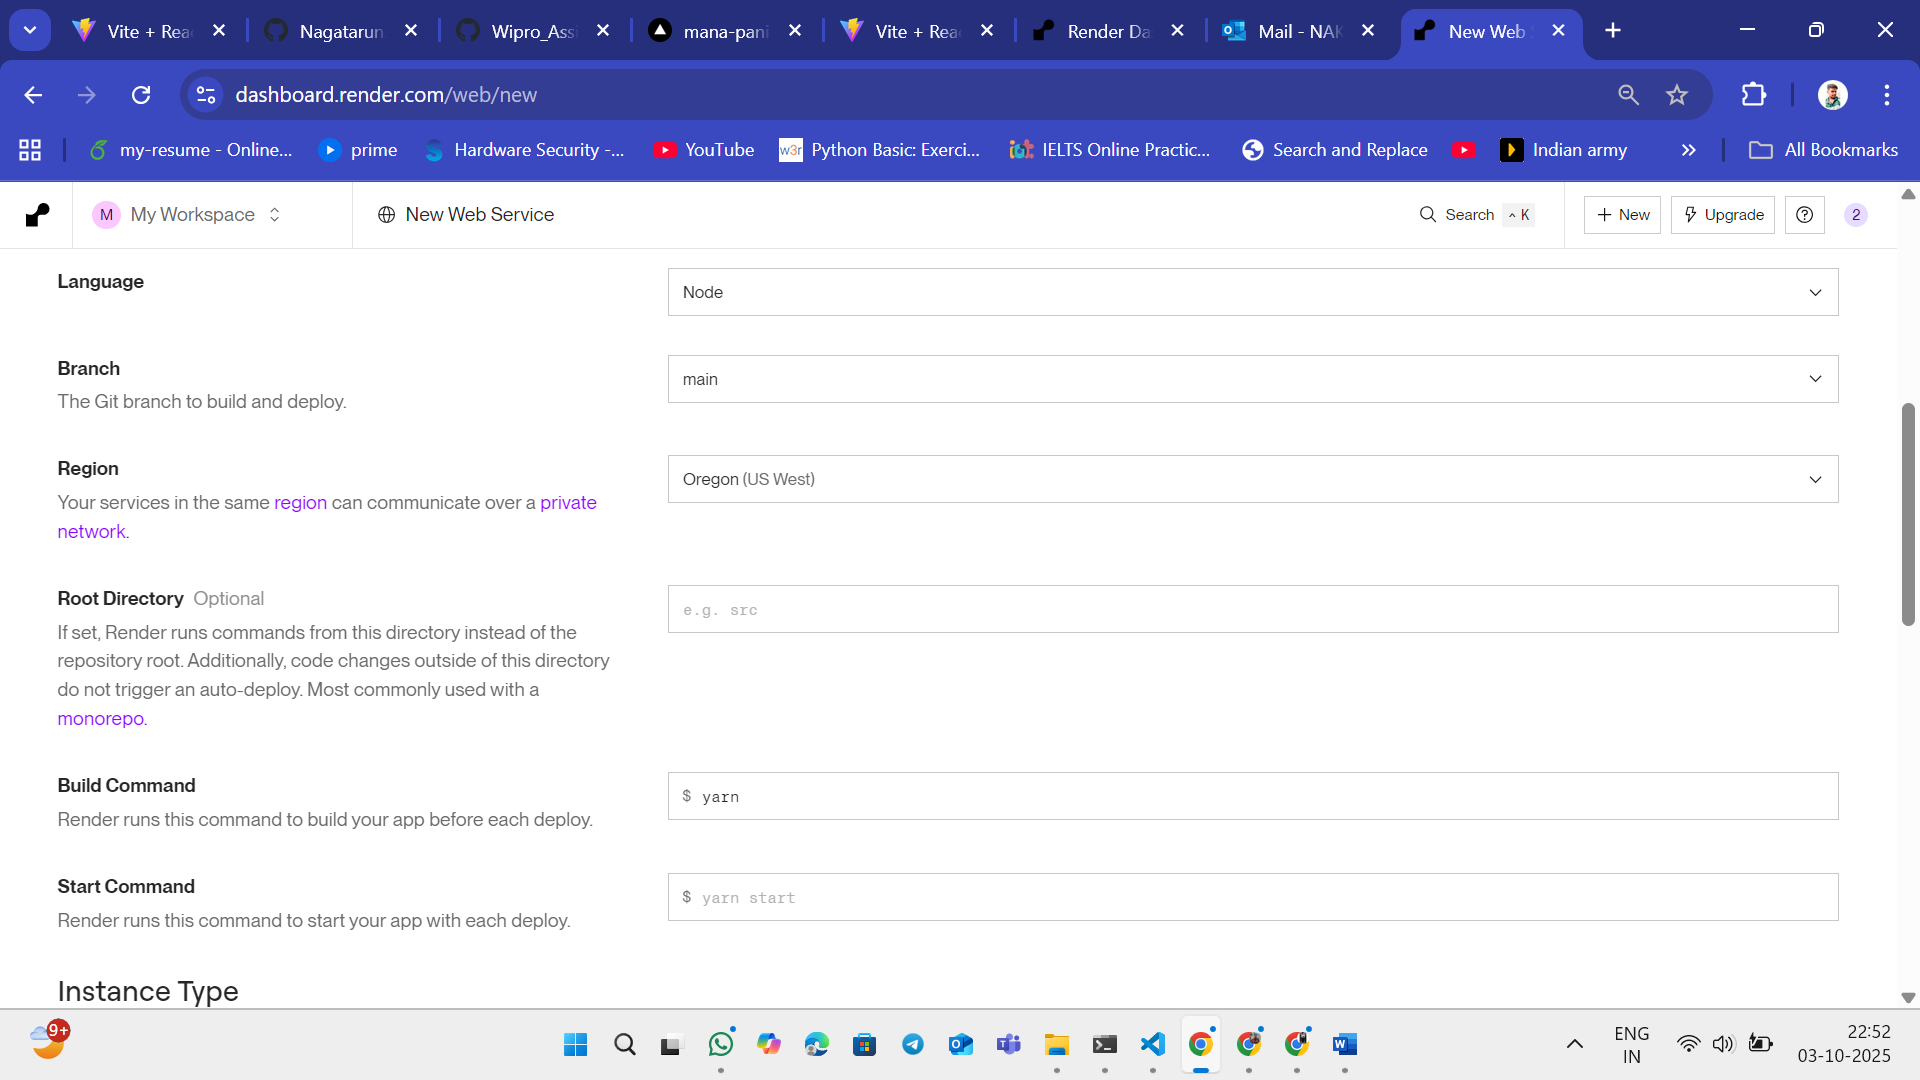 Vite + Rea
Nagatarun
Wipro_Assi
mana-pani
Vite + Rea
Render Da
Mail - NAK
New Web S
dashboard.render.com/web/new
my-resume - Online...
prime
Hardware Security -...
YouTube
w3r
Python Basic: Exerci...
IELTS Online Practic...
Search and Replace
Indian army
»
All Bookmarks
M
My Workspace
New Web Service
Search
^ K
+ New
Upgrade
2
Language
Node
Branch
The Git branch to build and deploy.
main
Region
Your services in the same region can communicate over a private
network.
Oregon (US West)
Root Directory Optional
If set, Render runs commands from this directory instead of the
repository root. Additionally, code changes outside of this directory
do not trigger an auto-deploy. Most commonly used with a
monorepo.
e.g. src
Build Command
Render runs this command to build your app before each deploy.
$ yarn
Start Command
Render runs this command to start your app with each deploy.
$ yarn start
Instance Type
9+
ENG
IN
22:52
03-10-2025